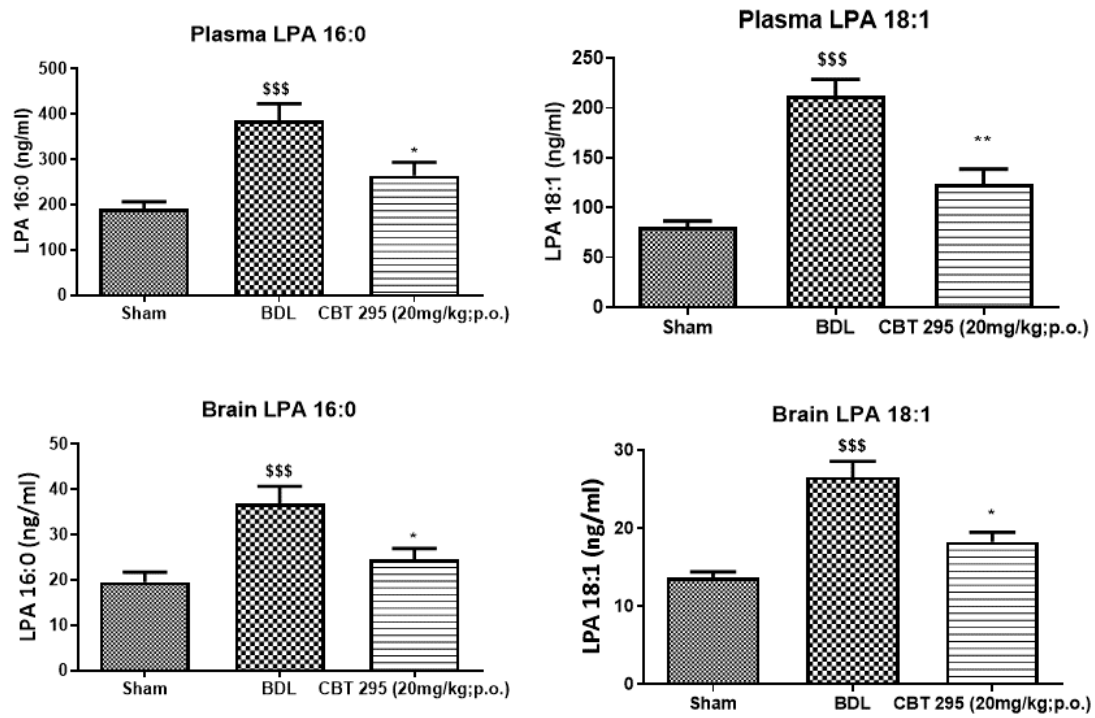 Plasma LPA 16:0
LPA 16:0 (ng/ml)
500
400
300
200
100
0
$$$
*
Sham
BDL
CBT 295 (20mg/kg;p.o.)
Plasma LPA 18:1
LPA 18:1 (ng/ml)
250
200
150
100
50
0
$$$
**
Sham
BDL
CBT 295 (20mg/kg;p.o.)
Brain LPA 16:0
LPA 16:0 (ng/ml)
50
40
30
20
10
0
$$$
*
Sham
BDL
CBT 295 (20mg/kg;p.o.)
Brain LPA 18:1
LPA 18:1 (ng/ml)
30
20
10
0
$$$
*
Sham
BDL
CBT 295 (20mg/kg;p.o.)